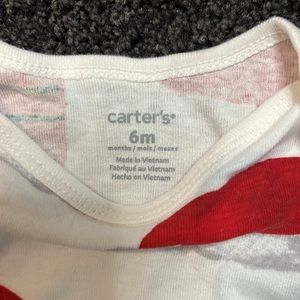 carter's®
6m
months / mois / meses
Made in Vietnam
Fabriqué au Vietnam
Hecho en Vietnam